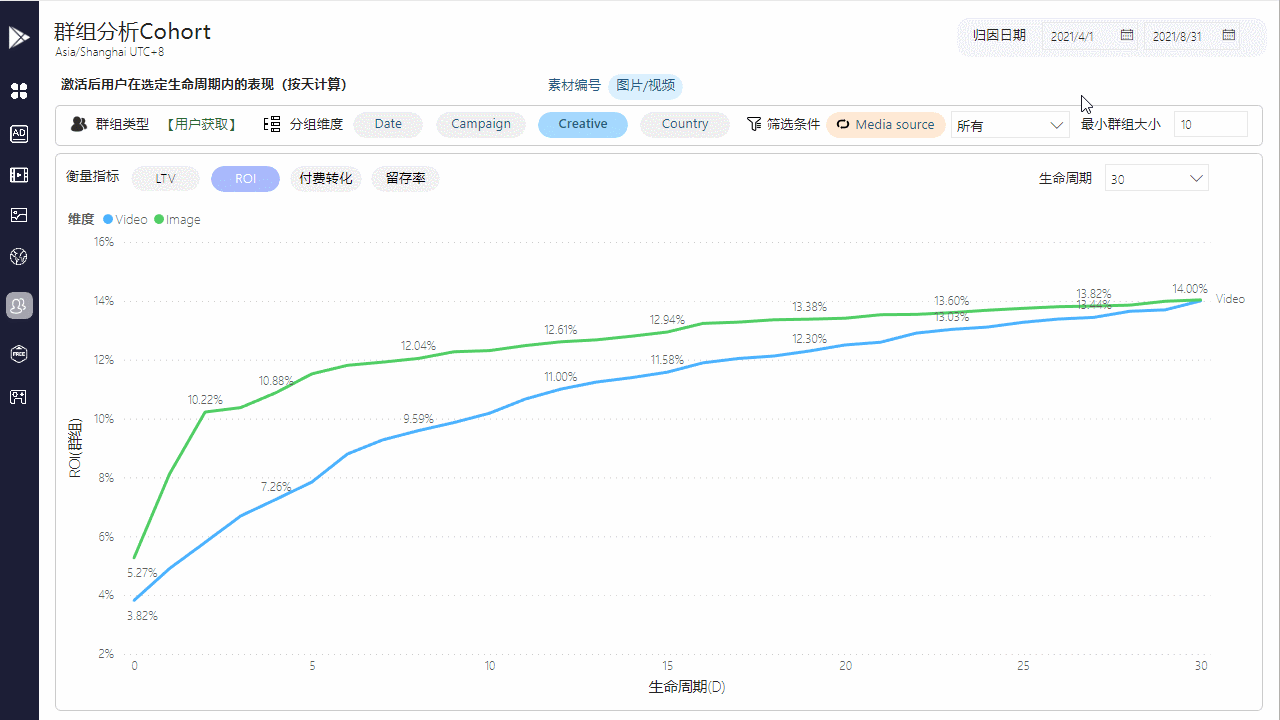 群组分析Cohort
Asia/Shanghai UTC+8
归因日期 2021/4/1 2021/8/31
激活后用户在选定生命周期内的表现（按天计算）
素材编号 图片/视频
AD
群组类型 【用户获取】 分组维度 Date Campaign Creative Country 筛选条件 Media source 所有 最小群组大小 10
衡量指标 LTV ROI 付费转化 留存率 生命周期 30
维度 Video Image
16%
14%
12%
10%
8%
6%
4%
2%
ROI(群组)
5.27%
10.22%
10.88%
12.04%
12.61%
12.94%
13.38%
13.60%
13.82%
14.00%
3.82%
7.26%
9.59%
11.00%
11.58%
12.30%
13.03%
13.44%
Video
FREE
0 5 10 15 20 25 30
生命周期(D)